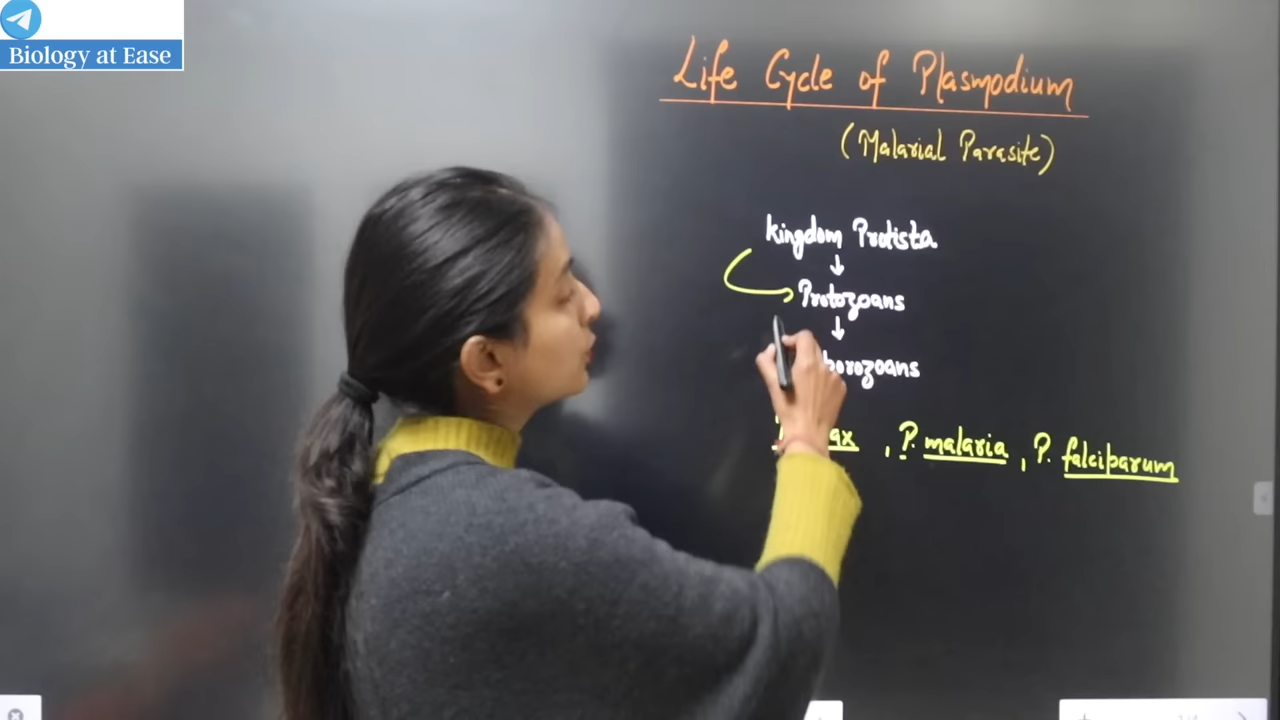 Biology at Ease
Life Cycle of Plasmodium
(Malarial Parasite)
kingdom Protista
↓
Protozoans
↓
, P. malaria, P. falciparum